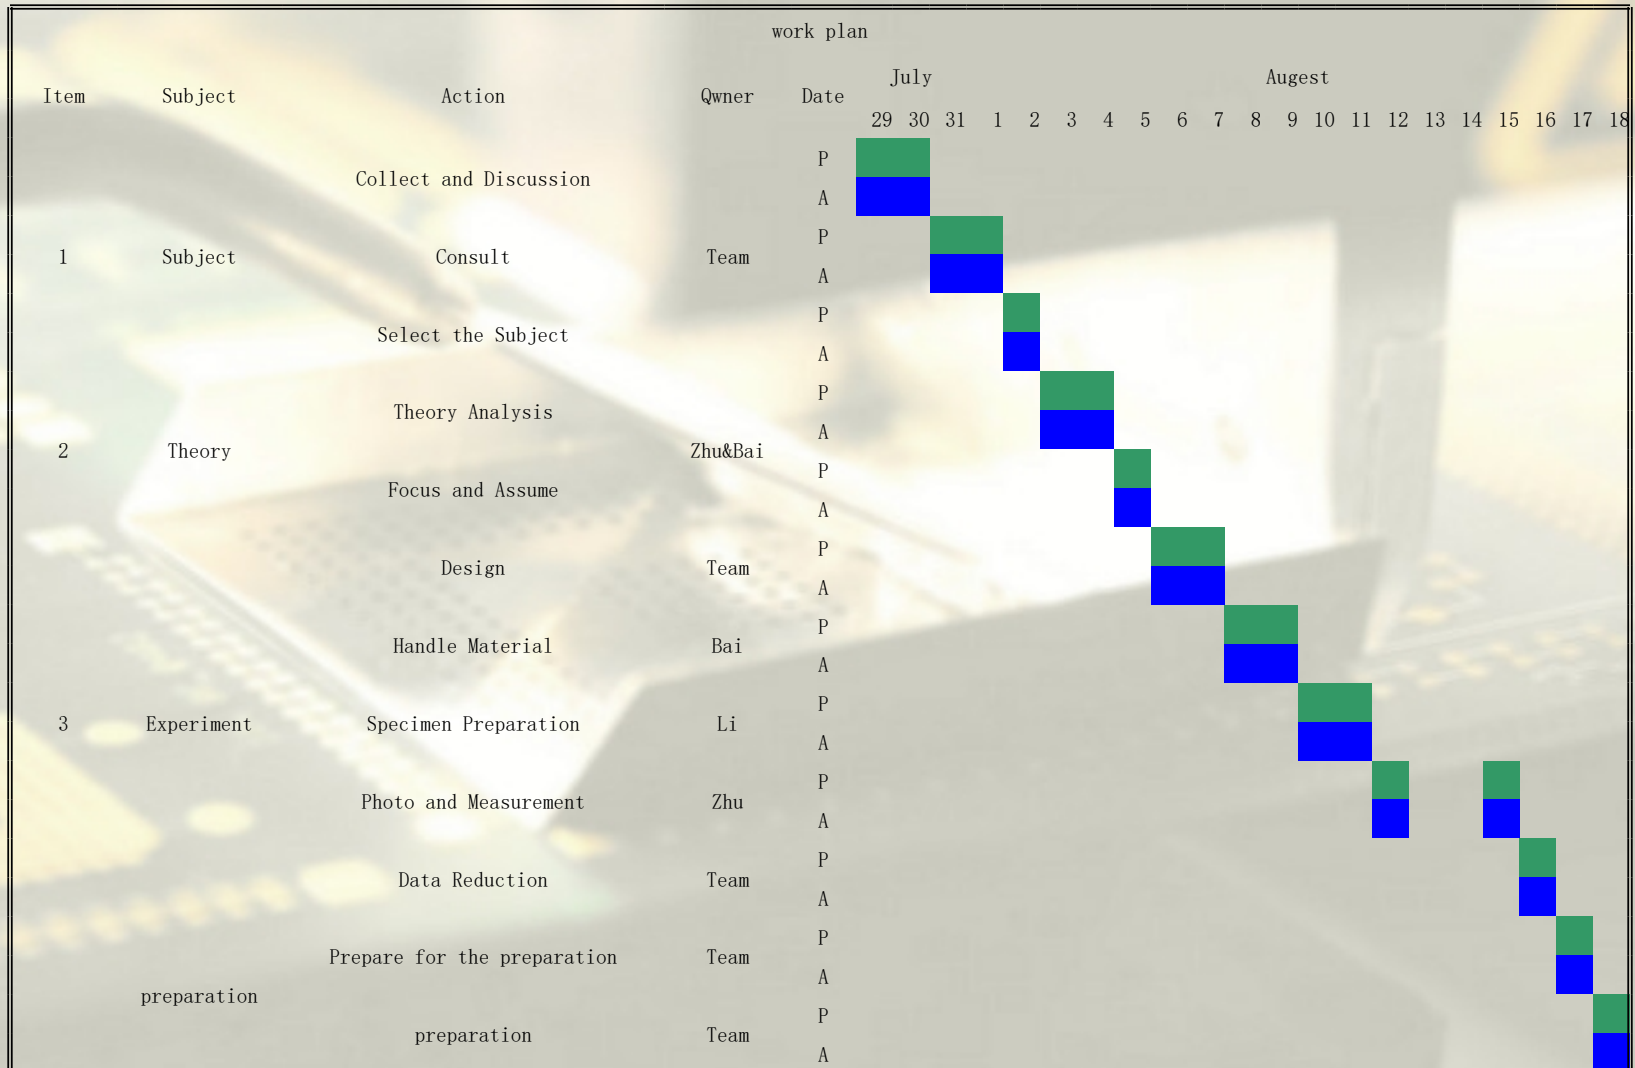 work plan
Item Subject Action Qwner Date July Augest
29 30 31 1 2 3 4 5 6 7 8 9 10 11 12 13 14 15 16 17 18
Collect and Discussion P
A
1 Subject Consult Team P
A
Select the Subject P
A
Theory Analysis P
A
2 Theory Zhu&Bai
Focus and Assume P
A
Design Team P
A
Handle Material Bai P
A
3 Experiment Specimen Preparation Li P
A
Photo and Measurement Zhu P
A
Data Reduction Team P
A
Prepare for the preparation Team P
A
preparation
preparation Team P
A